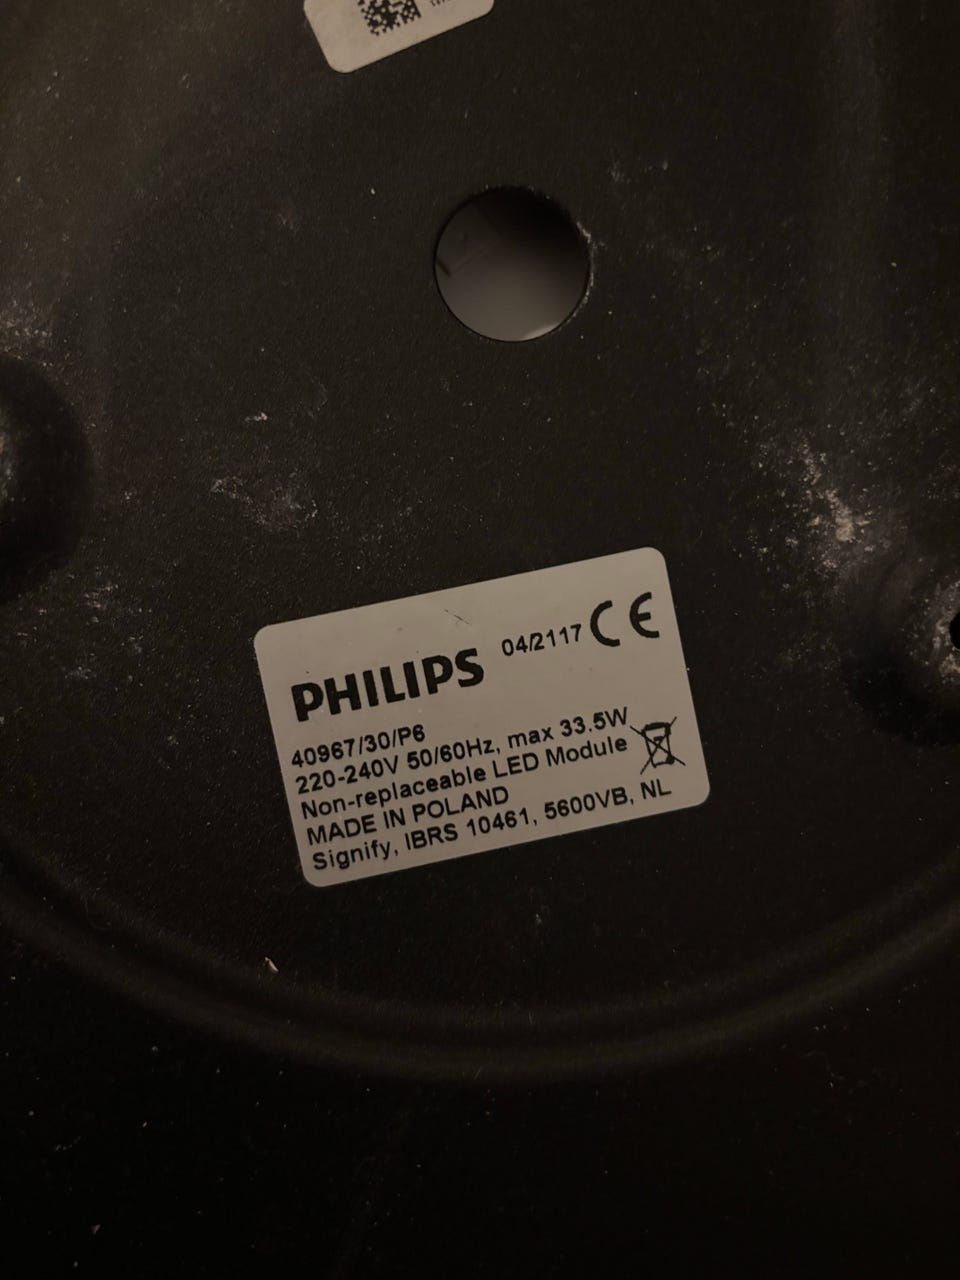 04/2117 CE
PHILIPS
40967/30/P6
220-240V 50/60Hz, max 33.5W
Non-replaceable LED Module
MADE IN POLAND
Signify, IBRS 10461, 5600VB, NL